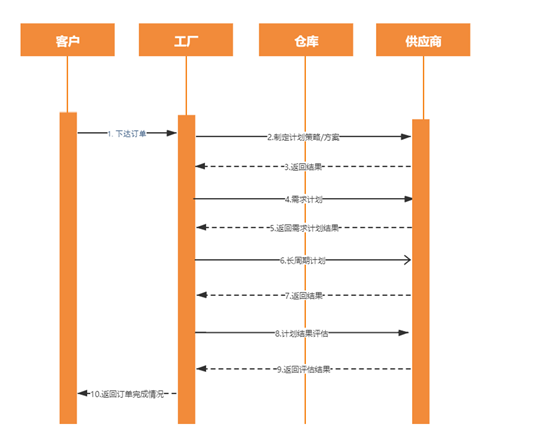 客户
工厂
仓库
供应商
1. 下达订单
2.制定计划策略/方案
3.返回结果
4.需求计划
5.返回需求计划结果
6.长周期计划
7.返回结果
8.计划结果评估
9.返回评估结果
10.返回订单完成情况